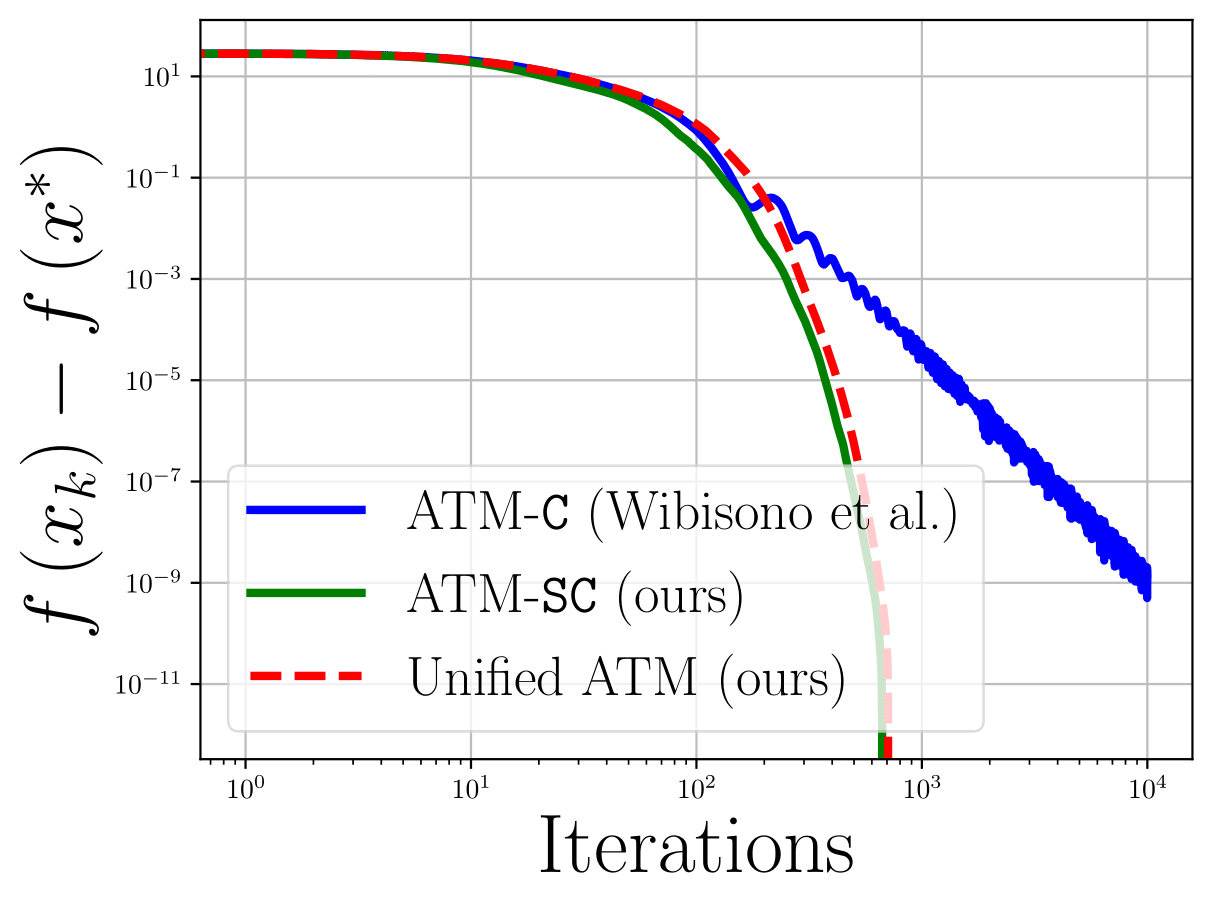 f (x_k) − f (x^*)
10^1
10^{-1}
10^{-3}
10^{-5}
10^{-7}
10^{-9}
10^{-11}
ATM-C (Wibisono et al.)
ATM-SC (ours)
Unified ATM (ours)
10^0 10^1 10^2 10^3 10^4
Iterations